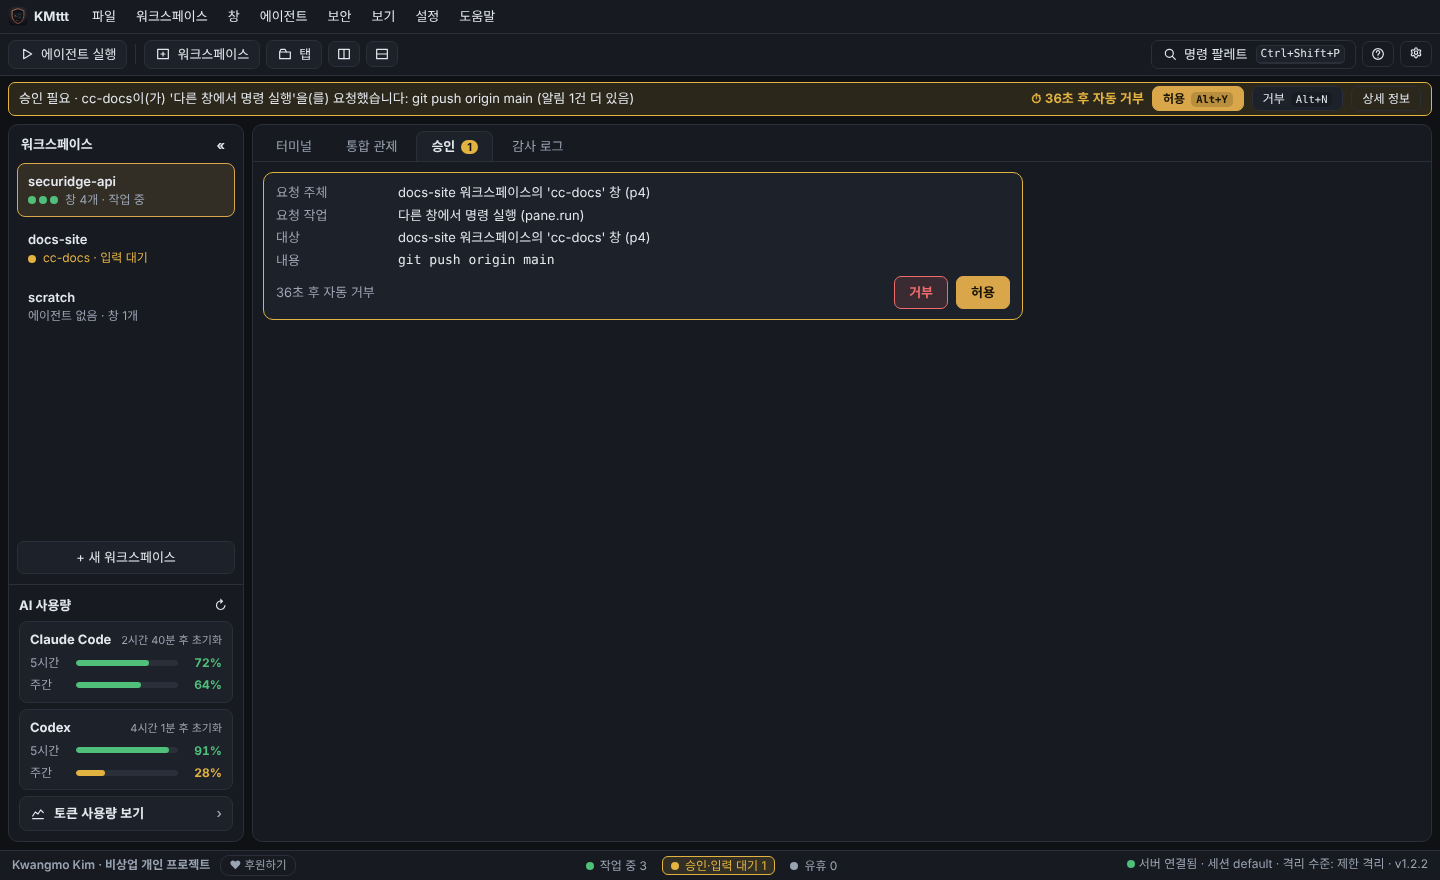 KMttt 파일 워크스페이스 창 에이전트 보안 보기 설정 도움말
에이전트 실행 워크스페이스 탭 명령 팔레트 Ctrl+Shift+P
승인 필요 · cc-docs이(가) '다른 창에서 명령 실행'을(를) 요청했습니다: git push origin main (알림 1건 더 있음) 36초 후 자동 거부 허용 Alt+Y 거부 Alt+N 상세 정보
워크스페이스 «
securidge-api
창 4개 · 작업 중
docs-site
cc-docs · 입력 대기
scratch
에이전트 없음 · 창 1개
+ 새 워크스페이스
AI 사용량
Claude Code 2시간 40분 후 초기화
5시간 72%
주간 64%
Codex 4시간 1분 후 초기화
5시간 91%
주간 28%
토큰 사용량 보기 ›
터미널 통합 관제 승인 1 감사 로그
요청 주체 docs-site 워크스페이스의 'cc-docs' 창 (p4)
요청 작업 다른 창에서 명령 실행 (pane.run)
대상 docs-site 워크스페이스의 'cc-docs' 창 (p4)
내용 git push origin main
36초 후 자동 거부 거부 허용
Kwangmo Kim · 비상업 개인 프로젝트 ♥ 후원하기 작업 중 3 승인·입력 대기 1 유휴 0 서버 연결됨 · 세션 default · 격리 수준: 제한 격리 · v1.2.2